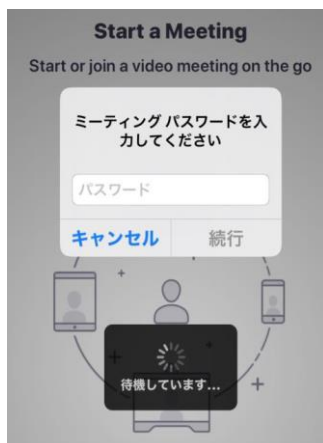 Start a Meeting
Start or join a video meeting on the go
ミーティング パスワードを入
力してください
パスワード
キャンセル
続行
待機しています...